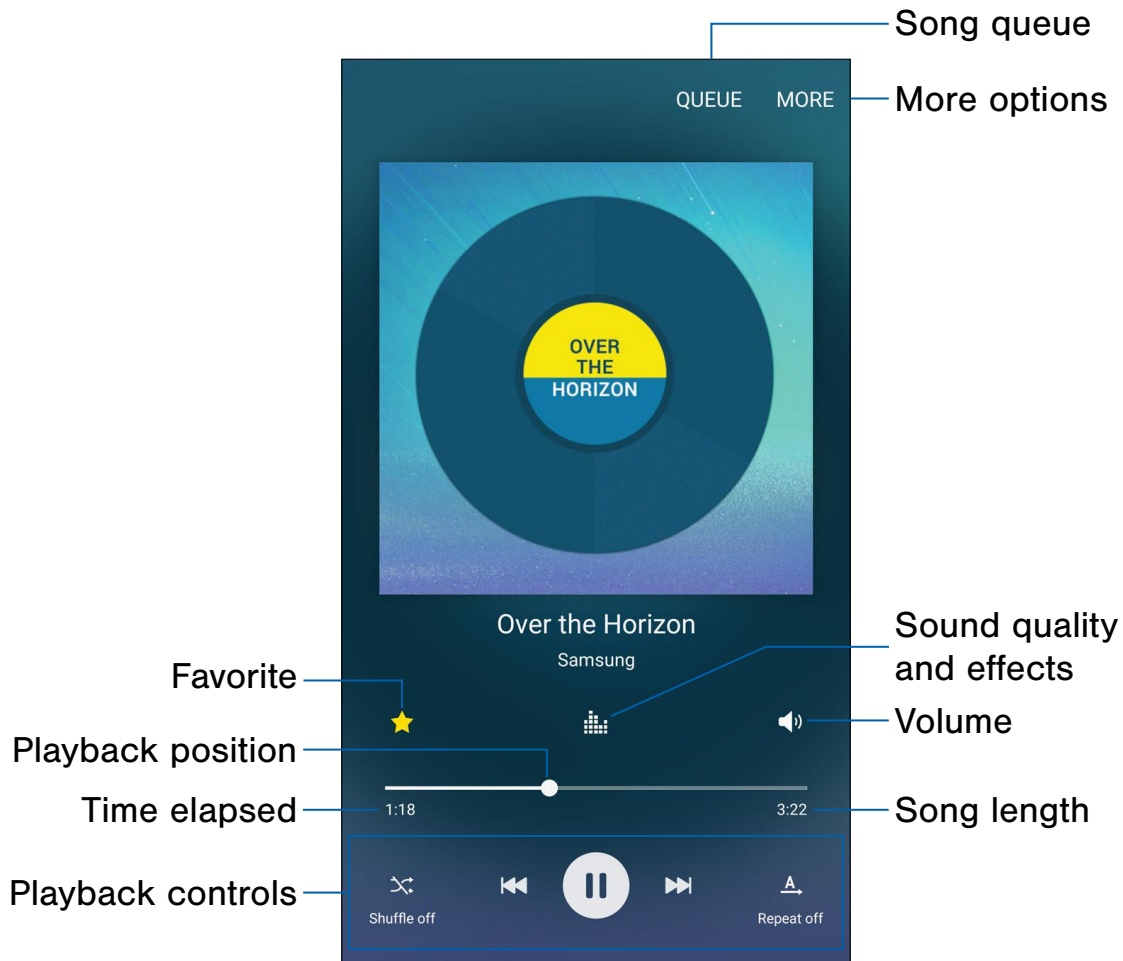 Song queue
QUEUE MORE
More options
OVER
THE
HORIZON
Over the Horizon
Samsung
Sound quality
and effects
Favorite
Volume
Playback position
Time elapsed
1:18
3:22
Song length
Playback controls
Shuffle off
A
Repeat off